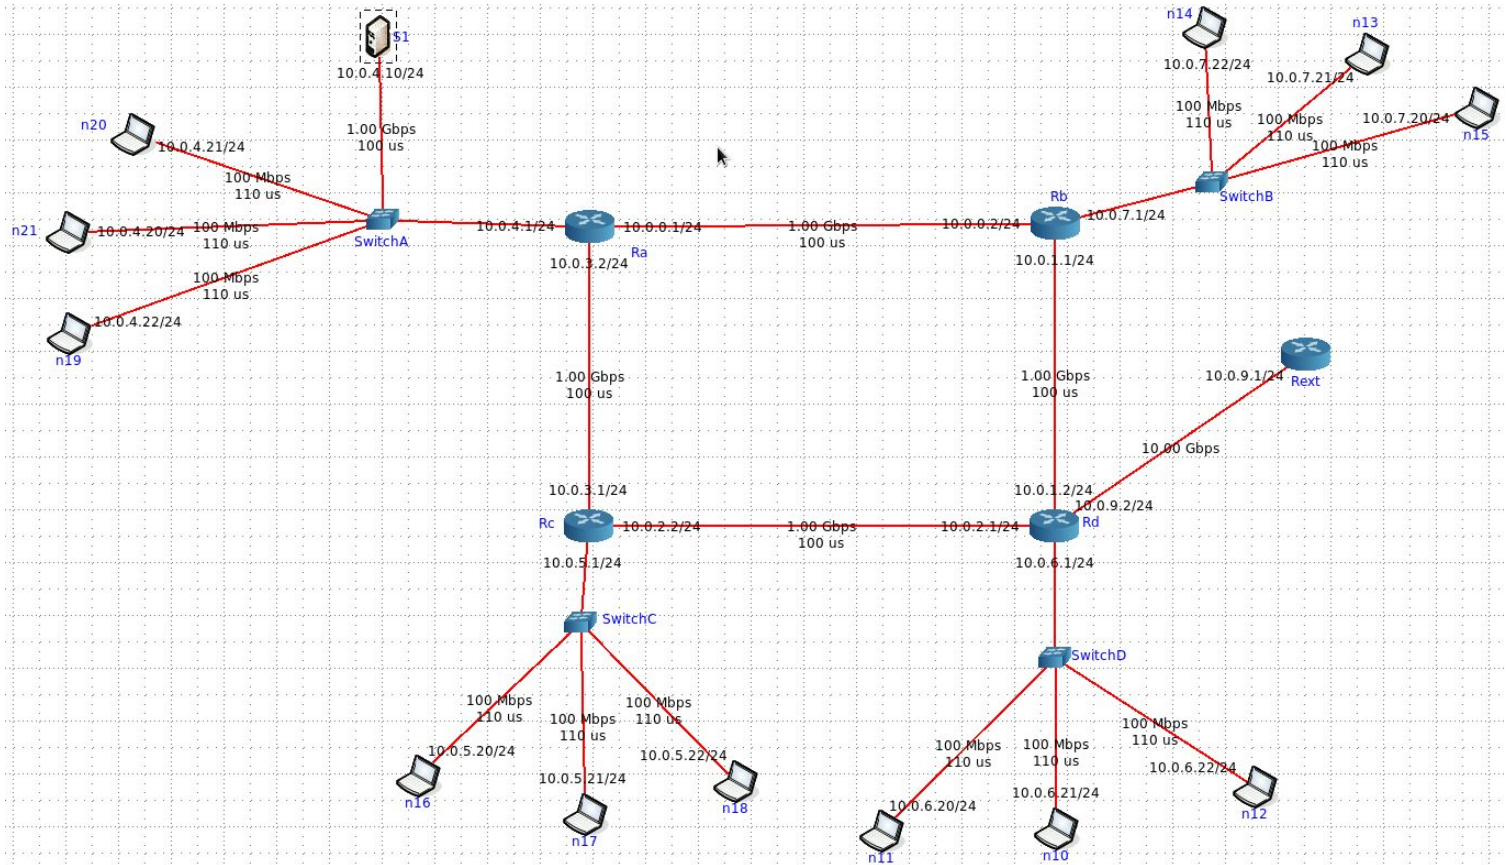 n14
n13
S1
10.0.7.22/24
10.0.4.10/24
10.0.7.21/24
n20
100 Mbps
110 us
100 Mbps
110 us
10.0.7.20/24
n15
1.00 Gbps
100 us
10.0.4.21/24
100 Mbps
110 us
100 Mbps
110 us
SwitchB
Rb
10.0.7.1/24
n21
10.0.4.20/24
100 Mbps
110 us
SwitchA
10.0.4.1/24
10.0.0.1/24
Ra
1.00 Gbps
100 us
10.0.0.2/24
10.0.3.2/24
10.0.1.1/24
100 Mbps
110 us
10.0.4.22/24
n19
1.00 Gbps
100 us
1.00 Gbps
100 us
10.0.9.1/24
Rext
10.00 Gbps
10.0.3.1/24
10.0.1.2/24
10.0.9.2/24
Rc
10.0.2.2/24
1.00 Gbps
100 us
10.0.2.1/24
Rd
10.0.5.1/24
10.0.6.1/24
SwitchC
SwitchD
100 Mbps
110 us
100 Mbps
110 us
100 Mbps
110 us
100 Mbps
110 us
100 Mbps
110 us
100 Mbps
110 us
10.0.5.20/24
10.0.5.21/24
10.0.5.22/24
10.0.6.20/24
10.0.6.21/24
10.0.6.22/24
n16
n17
n18
n11
n10
n12